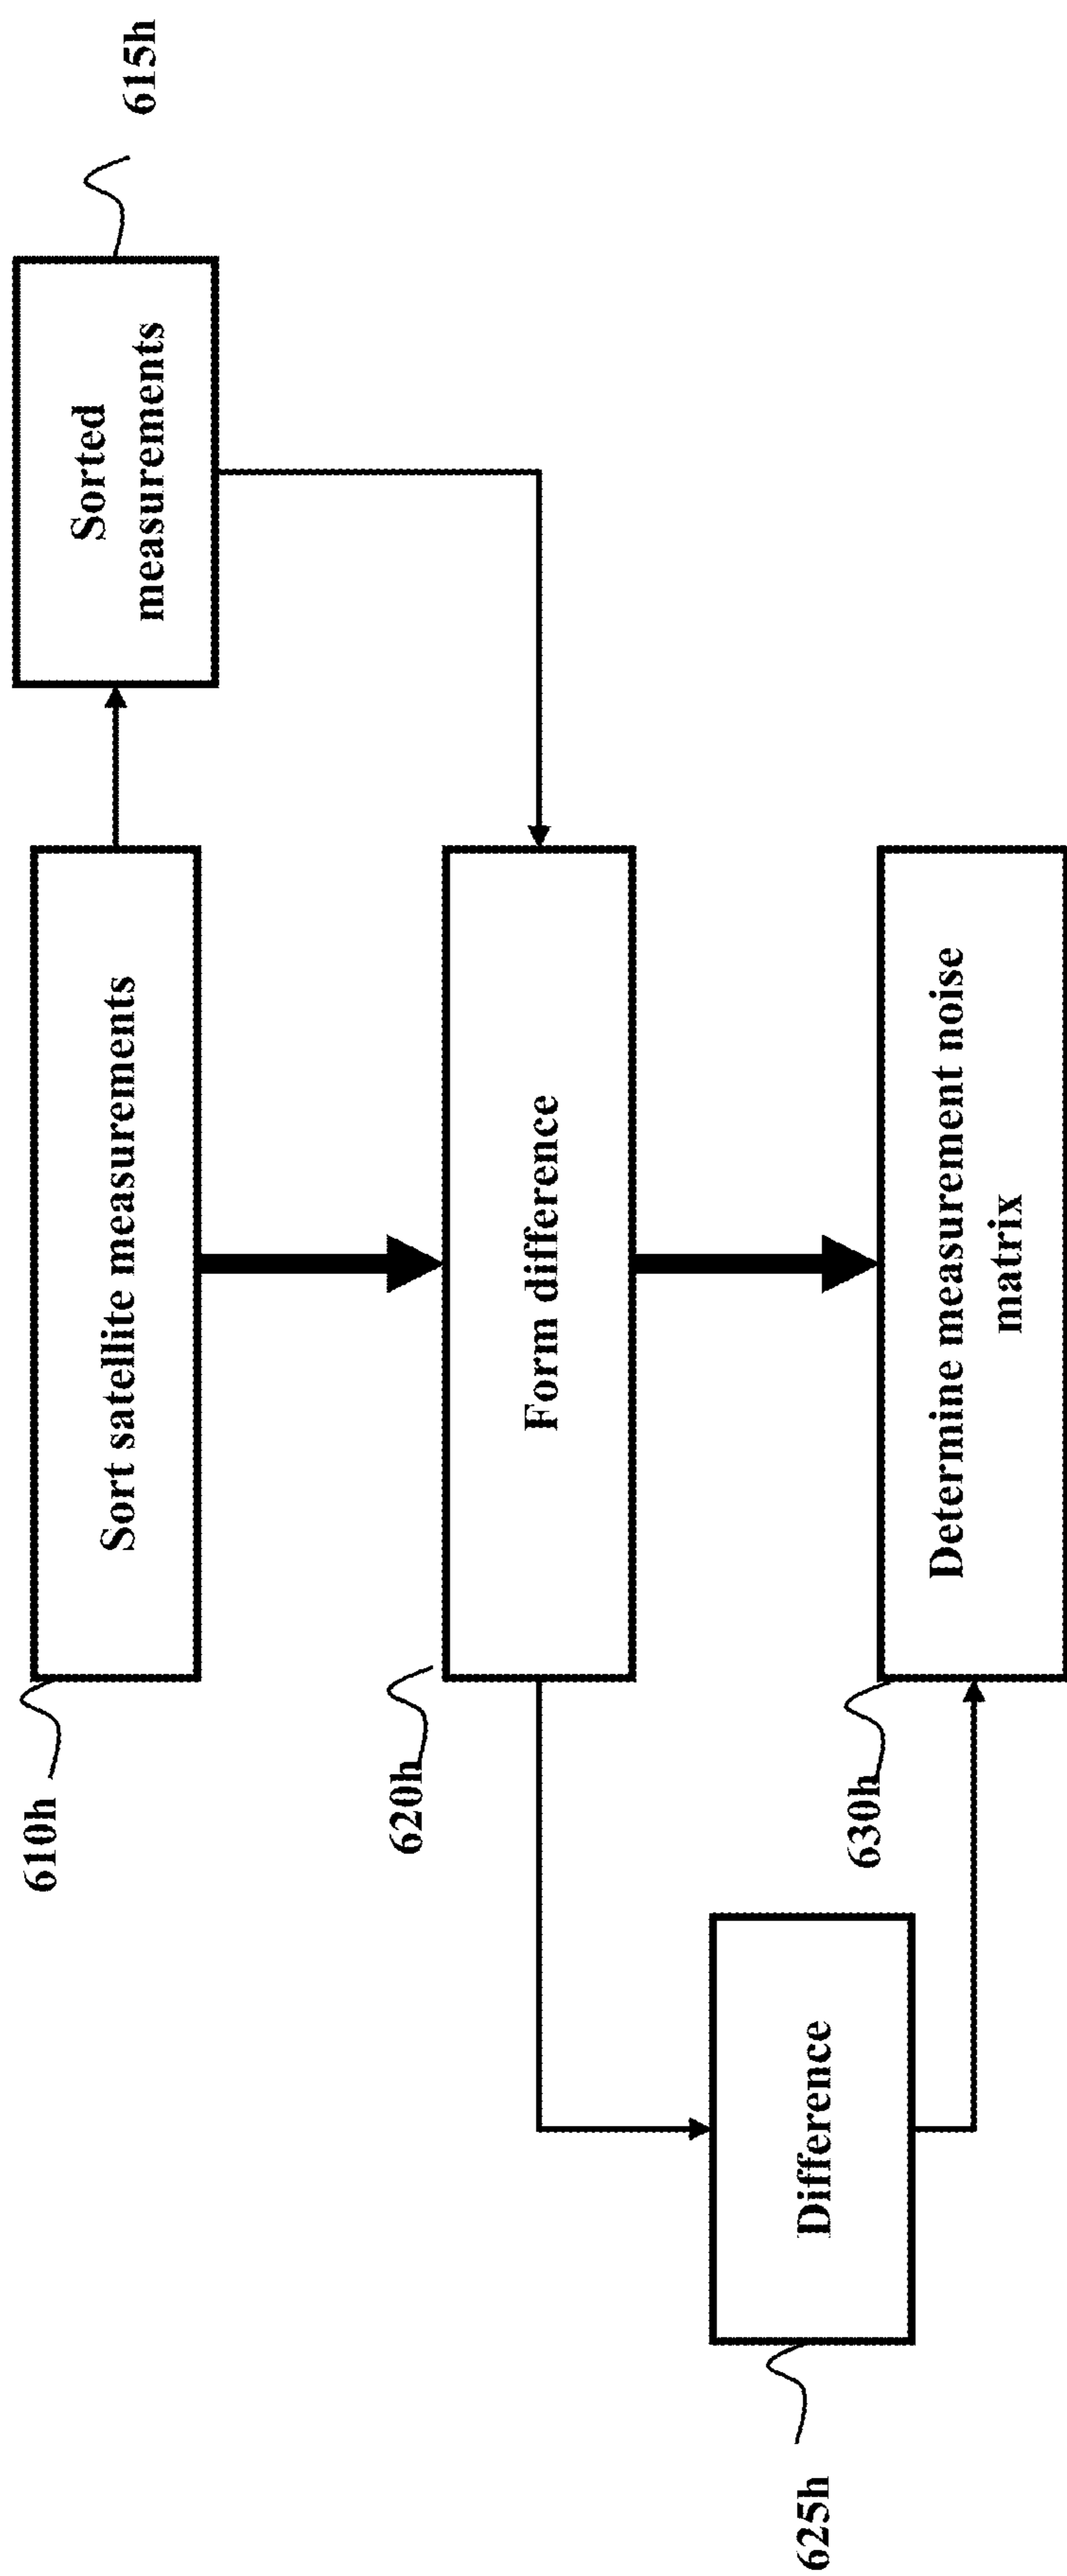 610h
Sort satellite measurements
Sorted
measurements
615h
620h
Form difference
625h
Difference
630h
Determine measurement noise
matrix